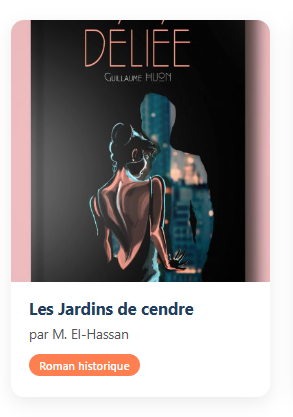 DÉLIÉE
GUILLAUME HUON
Les Jardins de cendre
par M. El-Hassan
Roman historique